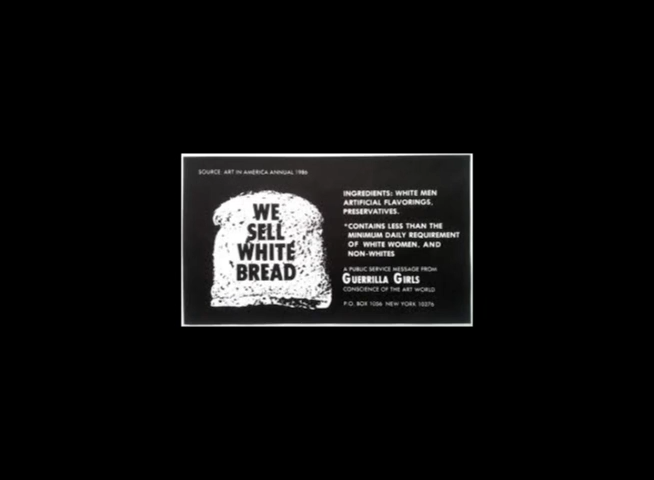 SOURCE: ART IN AMERICA ANNUAL 1986
WE
SELL
WHITE
BREAD
INGREDIENTS: WHITE MEN
ARTIFICIAL FLAVORINGS,
PRESERVATIVES.
*CONTAINS LESS THAN THE
MINIMUM DAILY REQUIREMENT
OF WHITE WOMEN, AND
NON-WHITES
A PUBLIC SERVICE MESSAGE FROM
GUERRILLA GIRLS
CONSCIENCE OF THE ART WORLD
P.O. BOX 1056 NEW YORK 10276